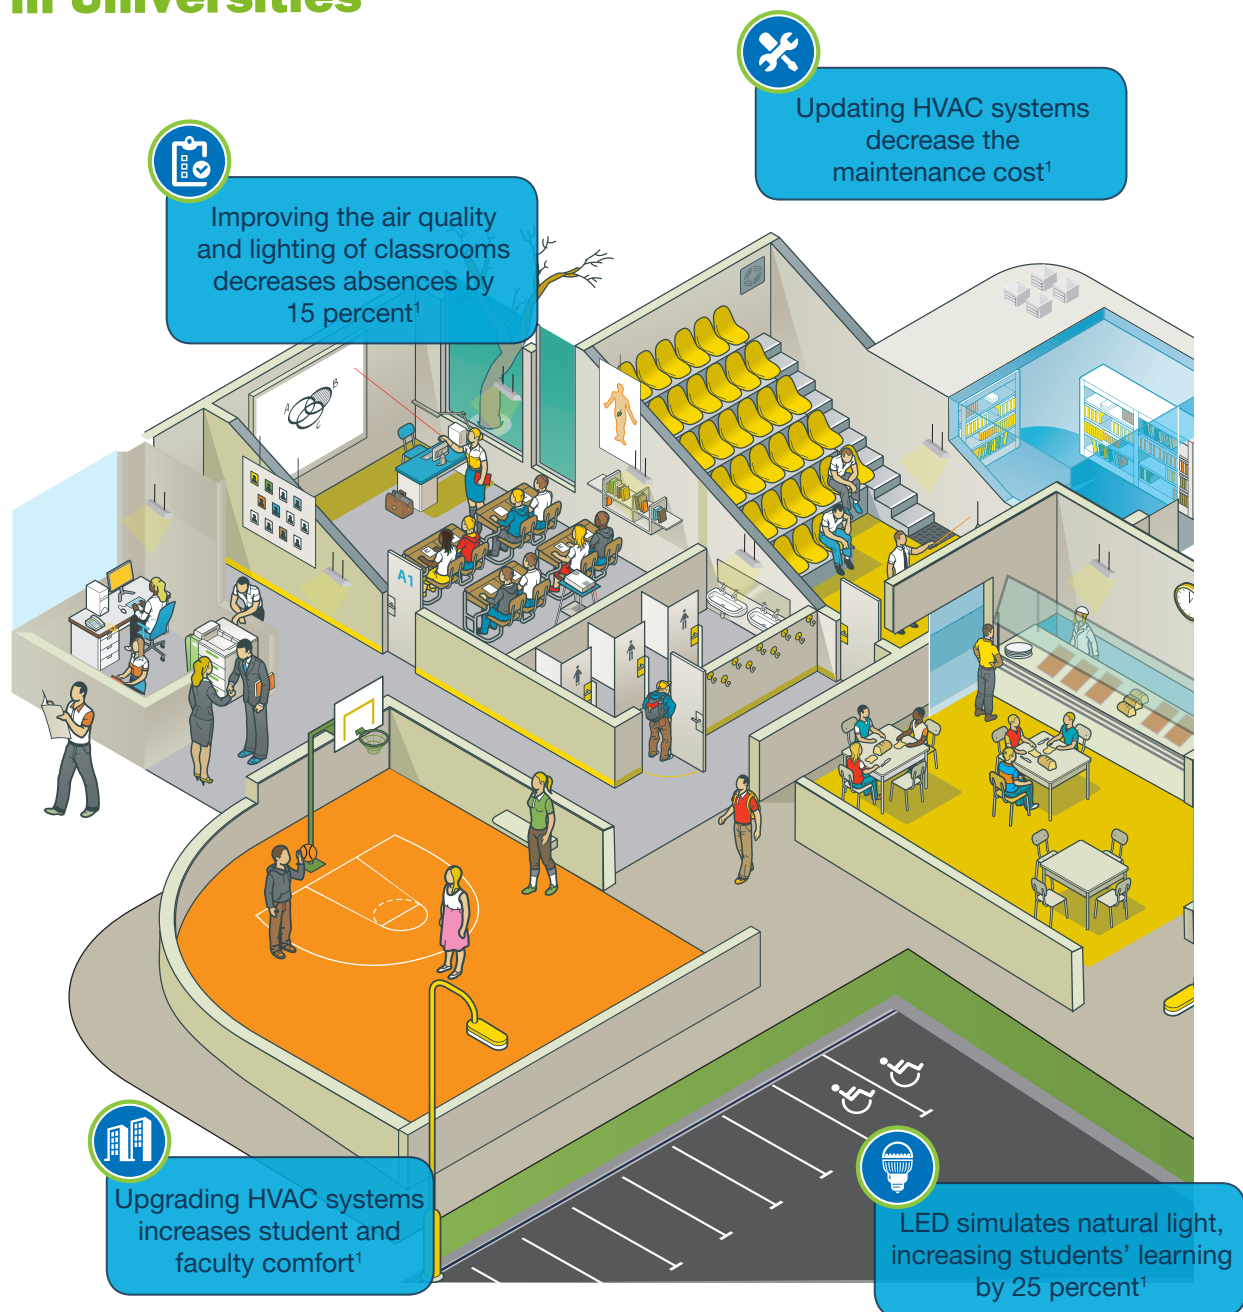 in Universities
Updating HVAC systems
decrease the
maintenance cost¹
Improving the air quality
and lighting of classrooms
decreases absences by
15 percent¹
A
B
C
A1
Upgrading HVAC systems
increases student and
faculty comfort¹
LED simulates natural light,
increasing students’ learning
by 25 percent¹